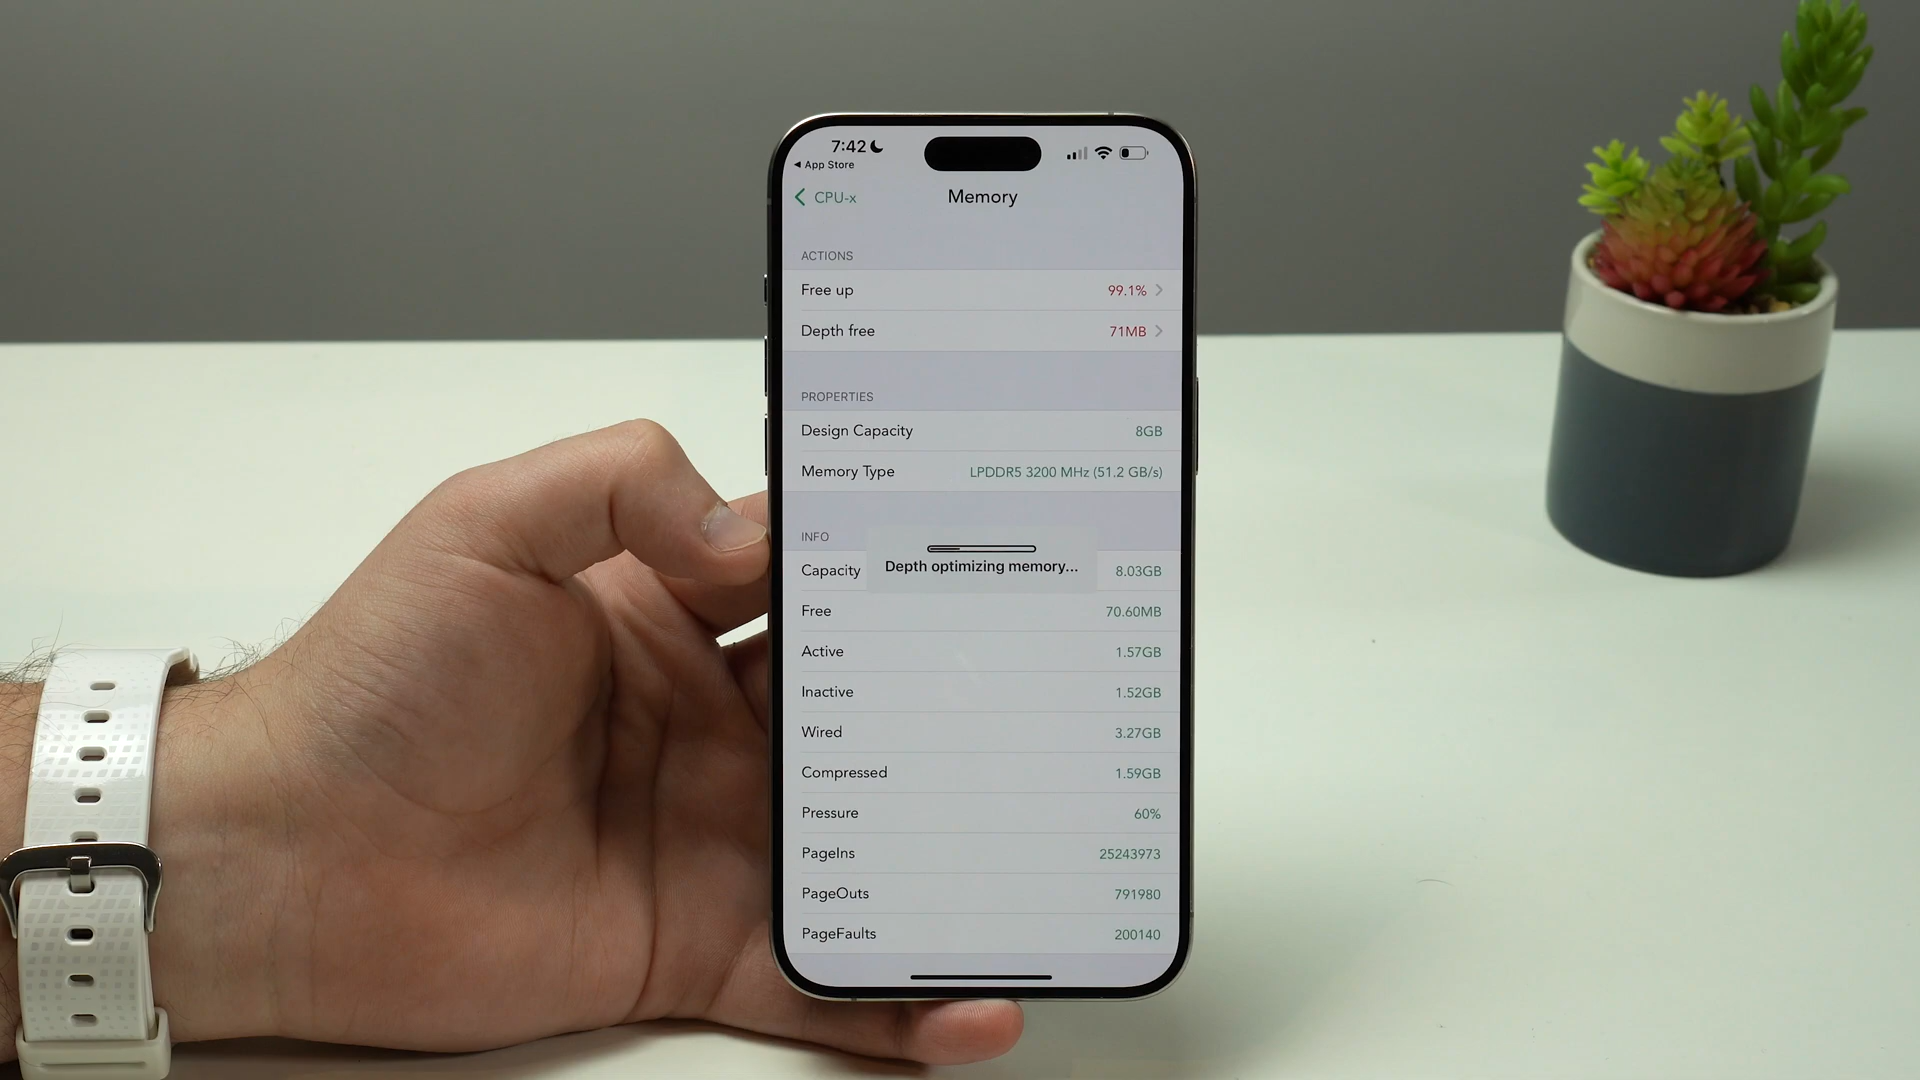 7:42
App Store
CPU-x
Memory
ACTIONS
Free up 99.1%
Depth free 71MB
PROPERTIES
Design Capacity 8GB
Memory Type LPDDR5 3200 MHz (51.2 GB/s)
INFO
Depth optimizing memory...
Capacity 8.03GB
Free 70.60MB
Active 1.57GB
Inactive 1.52GB
Wired 3.27GB
Compressed 1.59GB
Pressure 60%
PageIns 25243973
PageOuts 791980
PageFaults 200140